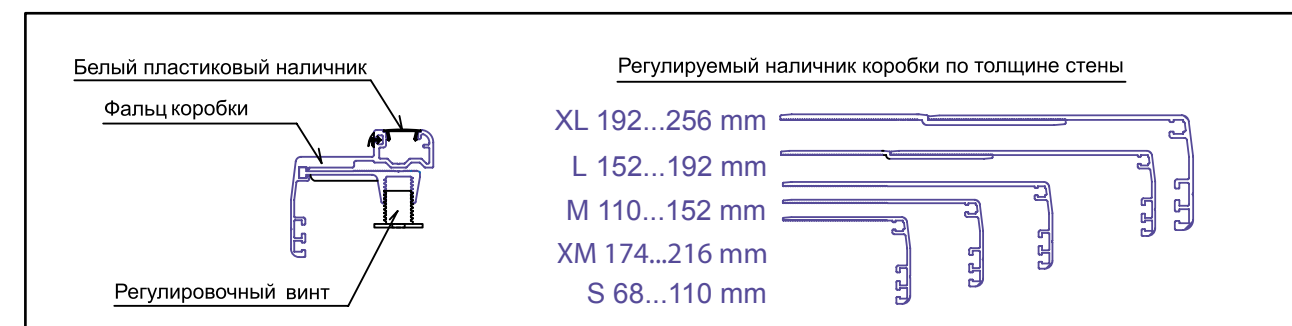 Белый пластиковый наличник
Фальц коробки
Регулировочный винт
Регулируемый наличник коробки по толщине стены
XL 192...256 mm
L 152...192 mm
M 110...152 mm
XM 174...216 mm
S 68...110 mm